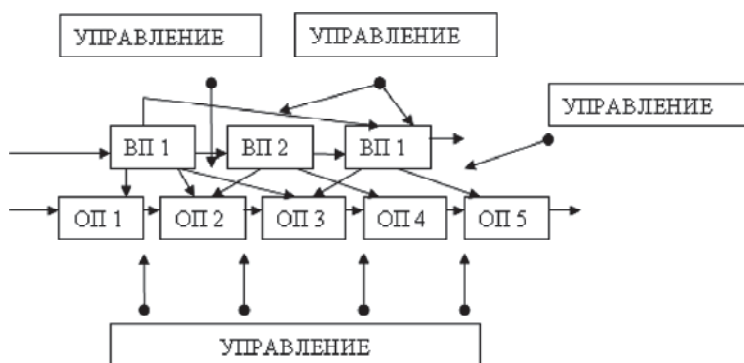 УПРАВЛЕНИЕ
УПРАВЛЕНИЕ
УПРАВЛЕНИЕ
ВП 1
ВП 2
ВП 1
ОП 1
ОП 2
ОП 3
ОП 4
ОП 5
УПРАВЛЕНИЕ